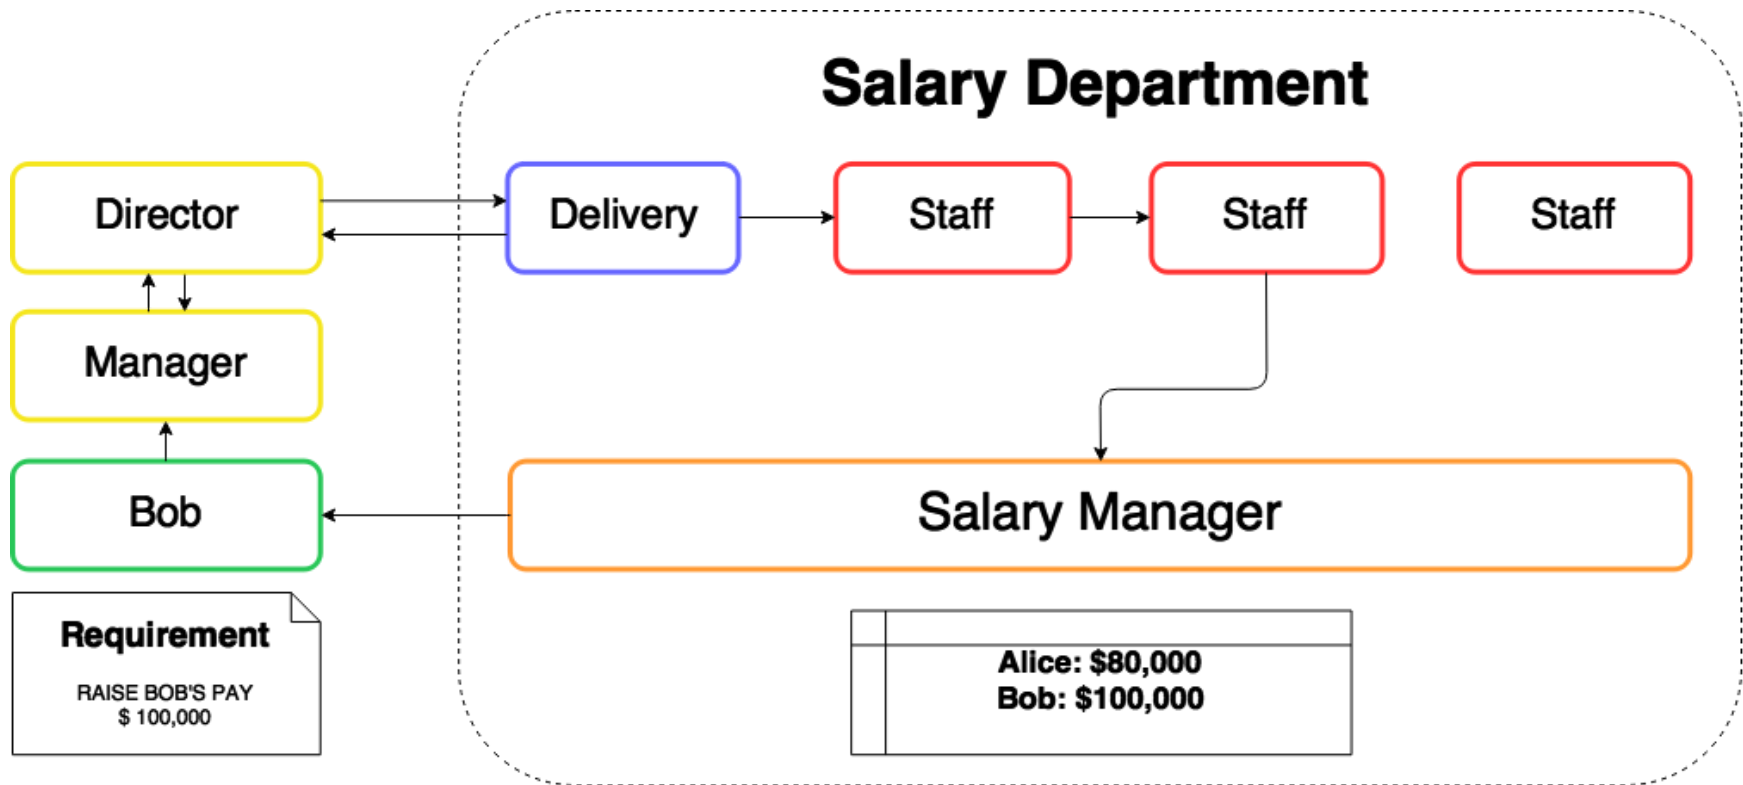 Salary Department
Director
Delivery
Staff
Staff
Staff
Manager
Bob
Salary Manager
Requirement
RAISE BOB'S PAY
$ 100,000
Alice: $80,000
Bob: $100,000